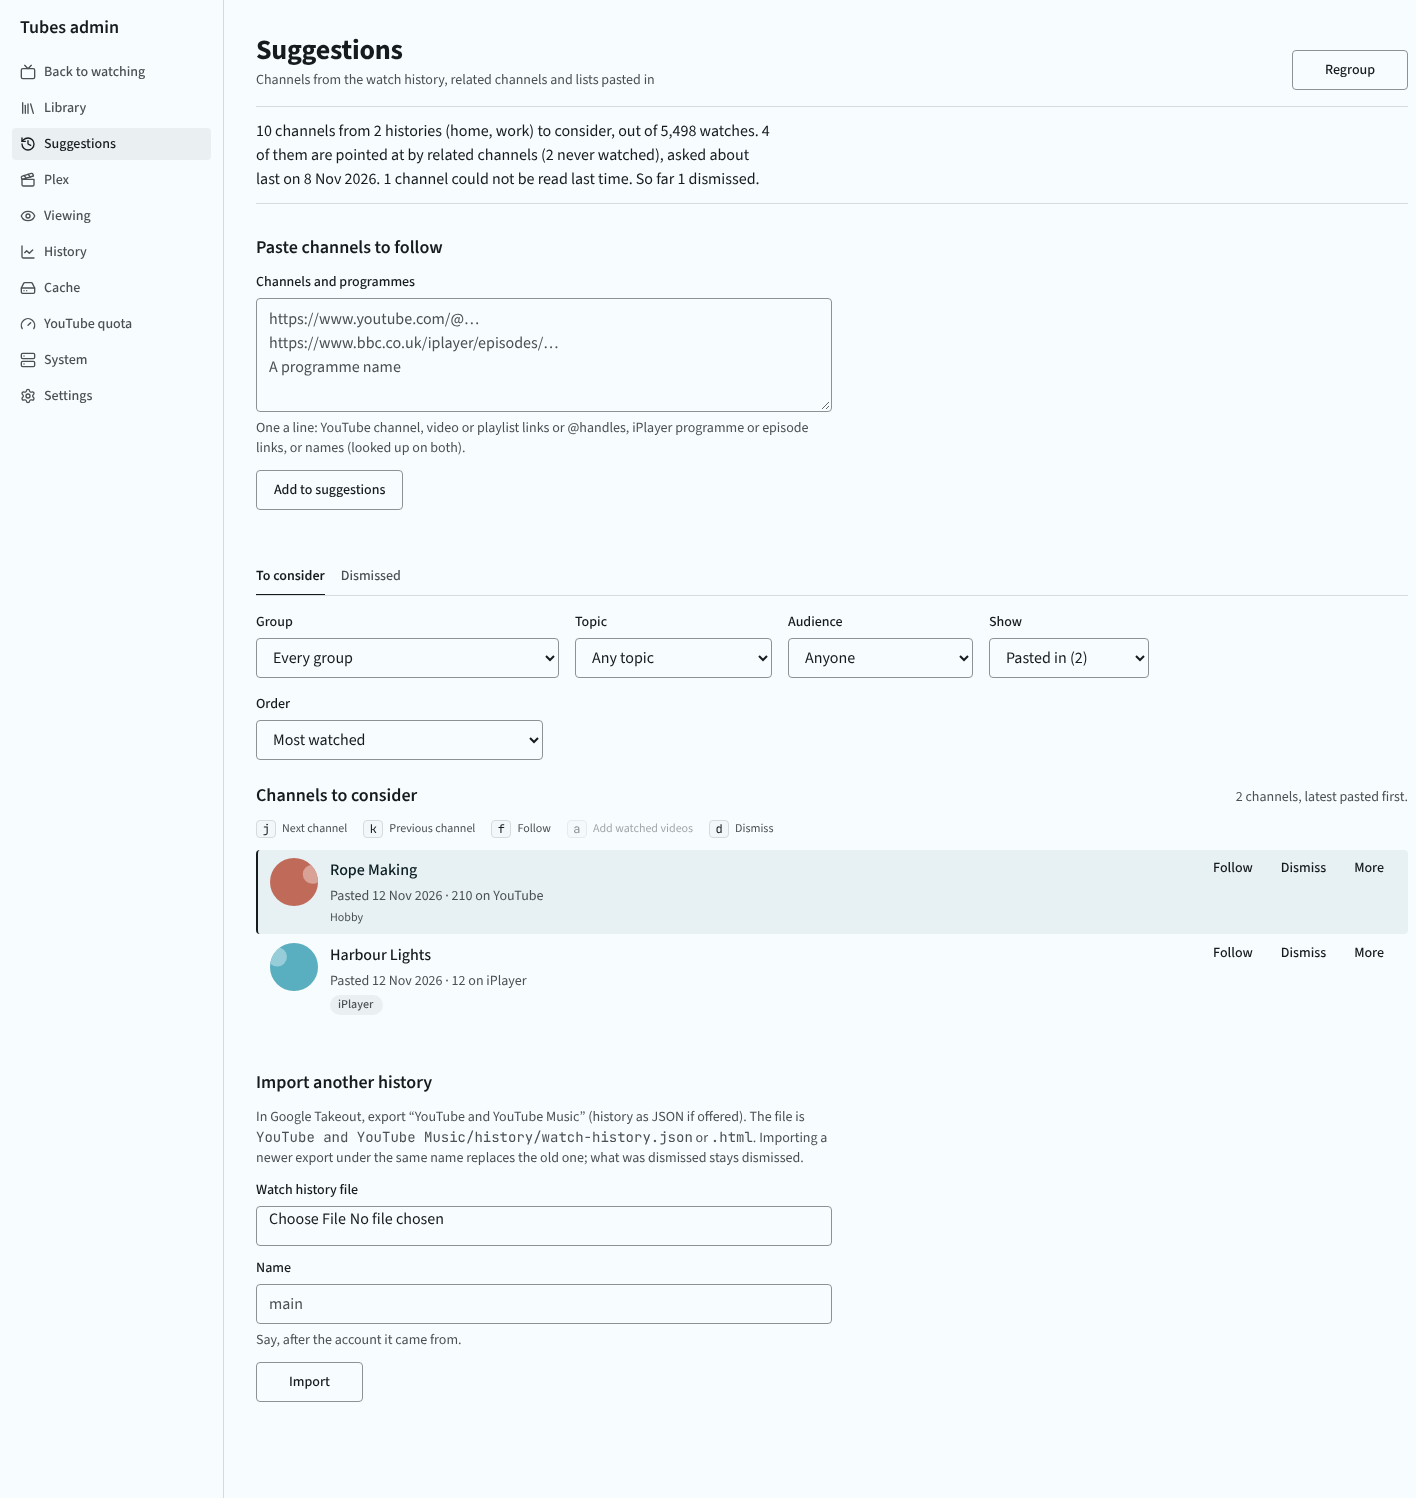 Tubes admin
Back to watching
Library
Suggestions
Plex
Viewing
History
Cache
YouTube quota
System
Settings
Suggestions
Channels from the watch history, related channels and lists pasted in
Regroup
10 channels from 2 histories (home, work) to consider, out of 5,498 watches. 4
of them are pointed at by related channels (2 never watched), asked about
last on 8 Nov 2026. 1 channel could not be read last time. So far 1 dismissed.
Paste channels to follow
Channels and programmes
https://www.youtube.com/@…
https://www.bbc.co.uk/iplayer/episodes/…
A programme name
One a line: YouTube channel, video or playlist links or @handles, iPlayer programme or episode
links, or names (looked up on both).
Add to suggestions
To consider Dismissed
Group Topic Audience Show
Every group Any topic Anyone Pasted in (2)
Order
Most watched
Channels to consider
2 channels, latest pasted first.
j Next channel k Previous channel f Follow a Add watched videos d Dismiss
Rope Making
Follow Dismiss More
Pasted 12 Nov 2026 · 210 on YouTube
Hobby
Harbour Lights
Follow Dismiss More
Pasted 12 Nov 2026 · 12 on iPlayer
iPlayer
Import another history
In Google Takeout, export “YouTube and YouTube Music” (history as JSON if offered). The file is
YouTube and YouTube Music/history/watch-history.json or .html. Importing a
newer export under the same name replaces the old one; what was dismissed stays dismissed.
Watch history file
Choose File No file chosen
Name
main
Say, after the account it came from.
Import